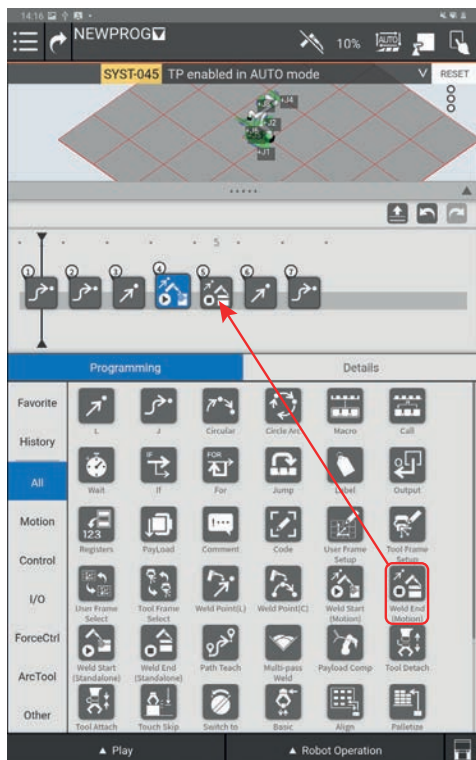 14:16
NEWPROG
10%
AUTO
SYST-045 TP enabled in AUTO mode
RESET
J4
J2
J1
5
1 2 3 4 5 6 7
Programming Details
Favorite
History
All
Motion
Control
I/O
ForceCtrl
ArcTool
Other
L J Circular Circle Arc Macro Call
IF FOR
Wait If For Jump Label Output
123
Registers PayLoad Comment Code User Frame Setup Tool Frame Setup
User Frame Select Tool Frame Select Weld Point(L) Weld Point(C) Weld Start (Motion) Weld End (Motion)
Weld Start (Standalone) Weld End (Standalone) Path Teach Multi-pass Weld Payload Comp Tool Detach
Tool Attach Touch Skip Switch to Basic Align Palletize
Play Robot Operation